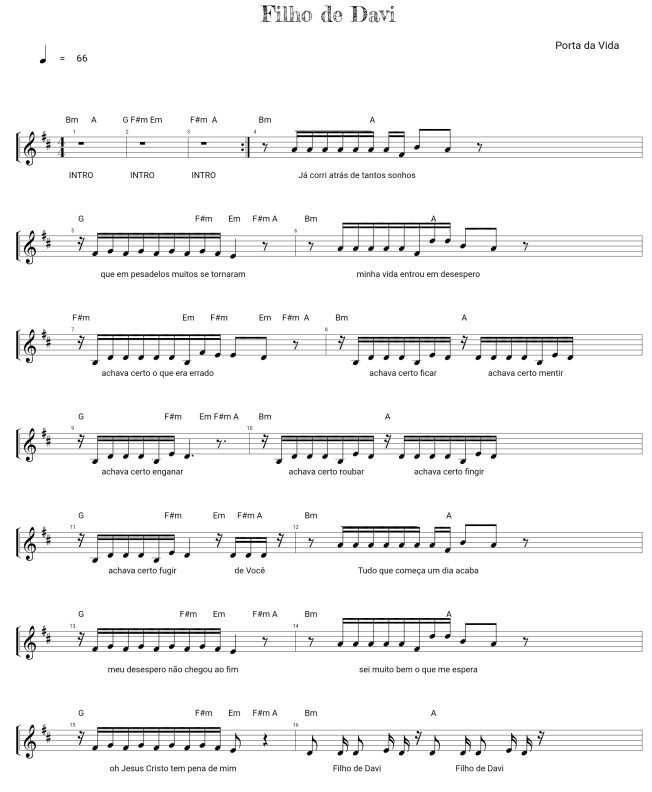 Filho de Davi
Porta da Vida
= 66
Bm A G F#m Em F#m A Bm A
1 2 3 4
INTRO INTRO INTRO Já corri atrás de tantos sonhos
G F#m Em F#m A Bm A
5 6
que em pesadelos muitos se tornaram minha vida entrou em desespero
F#m Em F#m Em F#m A Bm A
7 8
achava certo o que era errado achava certo ficar achava certo mentir
G F#m Em F#m A Bm A
9 10
achava certo enganar achava certo roubar achava certo fingir
G F#m Em F#m A Bm A
11 12
achava certo fugir de Você Tudo que começa um dia acaba
G F#m Em F#m A Bm A
13 14
meu desespero não chegou ao fim sei muito bem o que me espera
G F#m Em F#m A Bm A
15 16
oh Jesus Cristo tem pena de mim Filho de Davi Filho de Davi